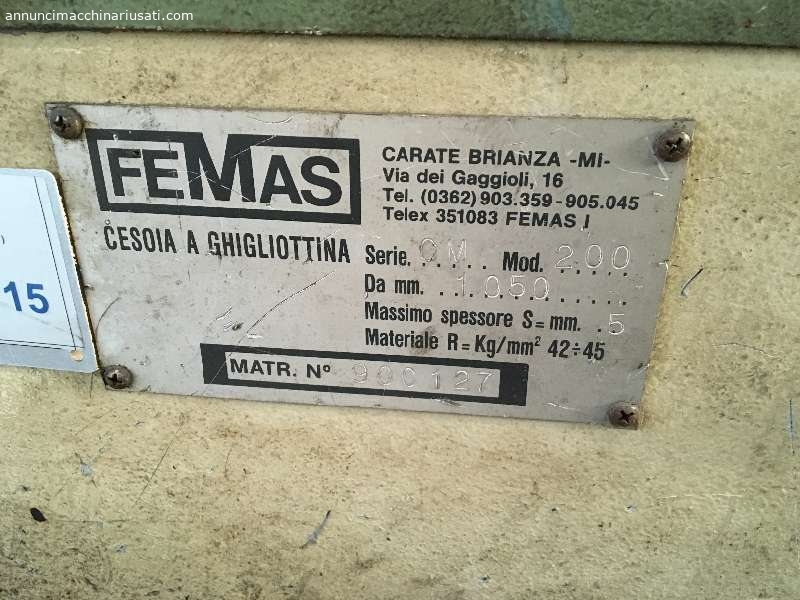 annuncimacchinariusati.com
)
15
FEMAS
CARATE BRIANZA -MI-
Via dei Gaggioli, 16
Tel. (0362) 903.359 - 905.045
Telex 351083 FEMAS I
CESOIA A GHIGLIOTTINA
Serie. CM Mod. 200
Da mm. 1050
Massimo spessore S = mm. 5
Materiale R = Kg/mm² 42÷45
MATR. N° 900127